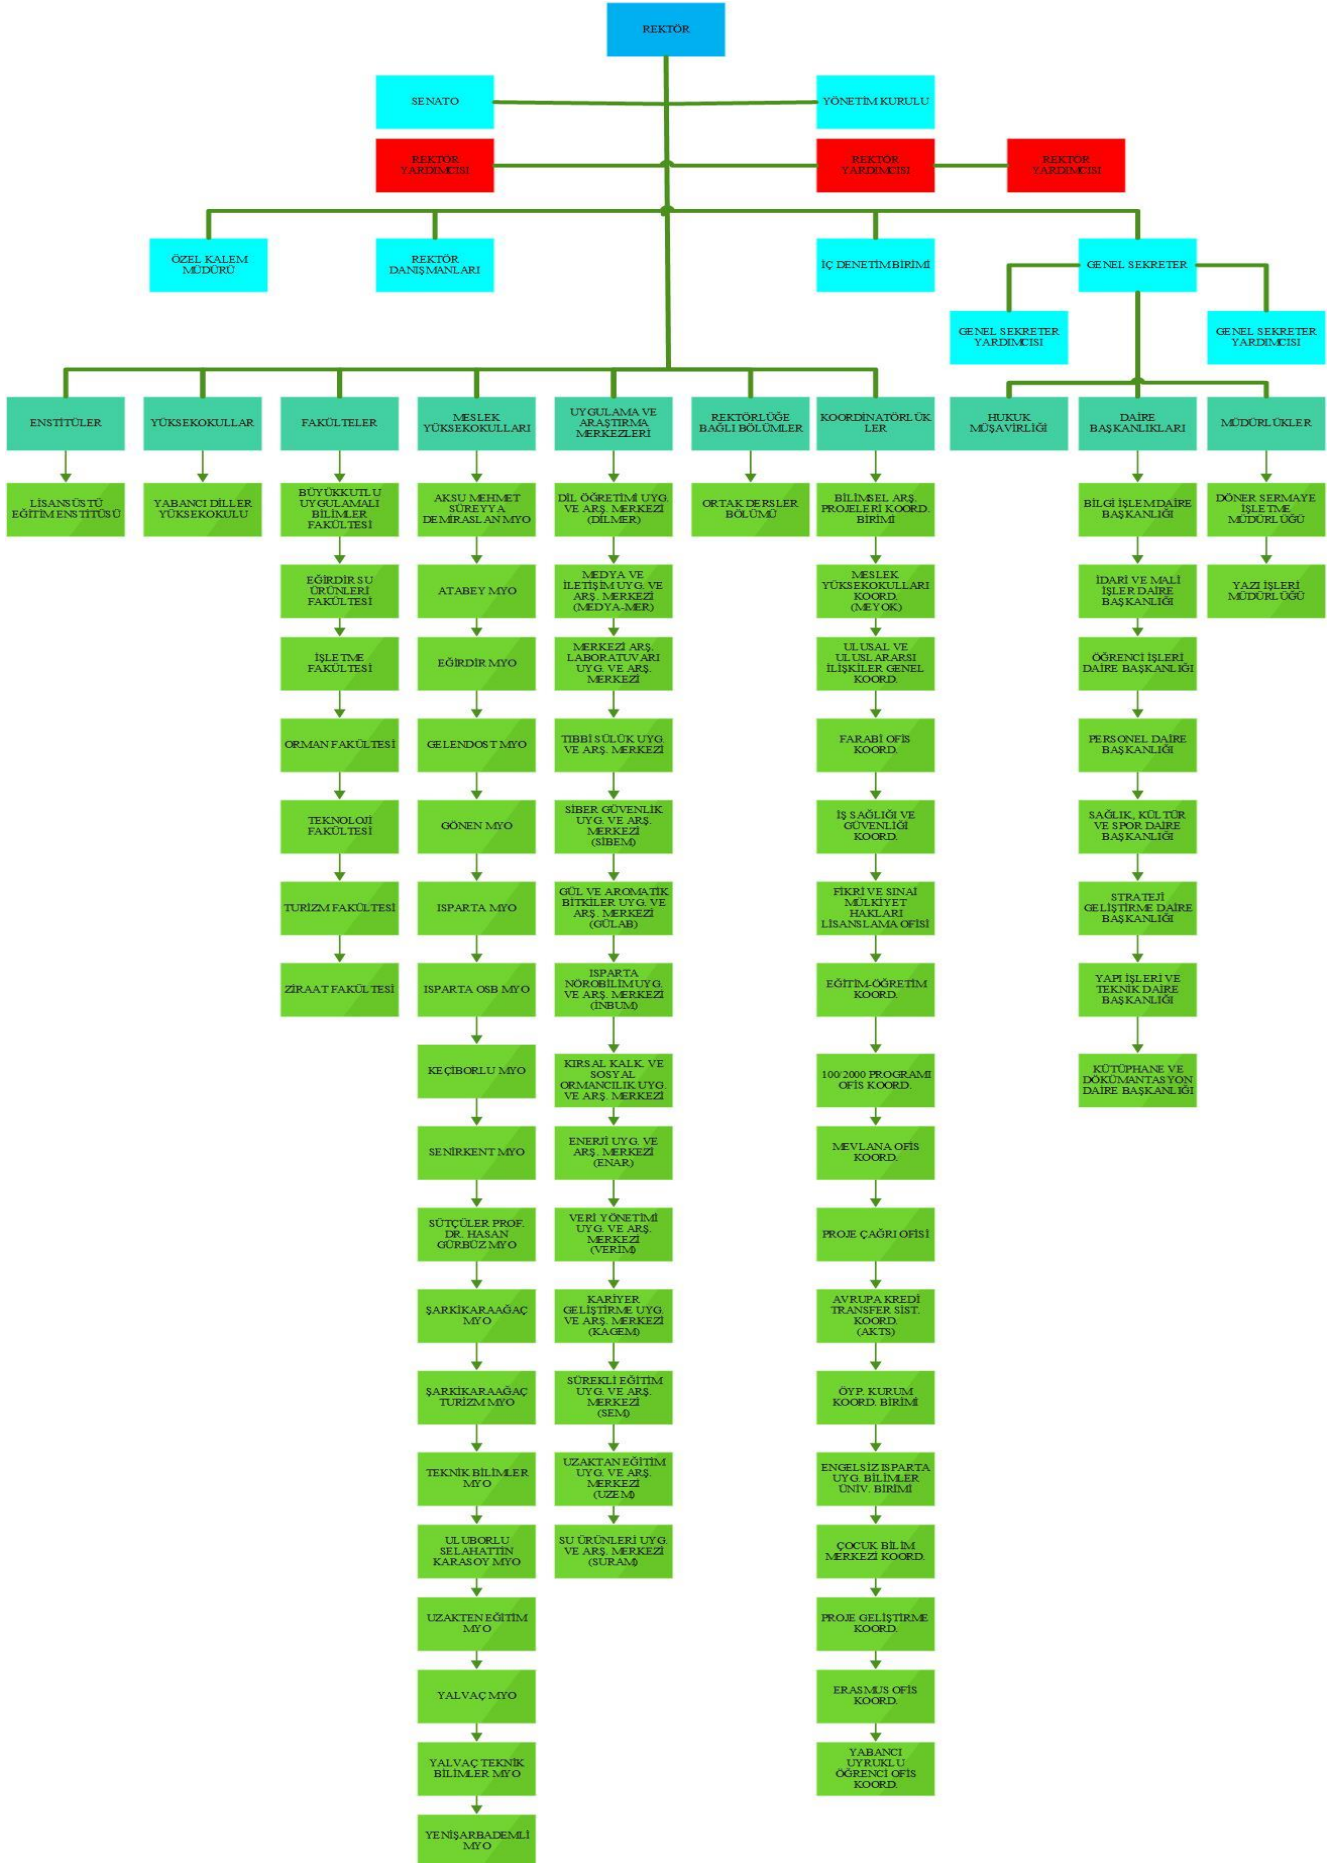 REKTÖR
SENATO
YÖNETİM KURULU
REKTÖR
YARDIMCISI
REKTÖR
YARDIMCISI
REKTÖR
YARDIMCISI
ÖZEL KALEM
MÜDÜRÜ
REKTÖR
DANIŞMANLARI
İÇ DENETİM BİRİMİ
GENEL SEKRETER
GENEL SEKRETER
YARDIMCISI
GENEL SEKRETER
YARDIMCISI
ENSTİTÜLER
LİSANSÜSTÜ
EĞİTİM ENSTİTÜSÜ
YÜKSEKOKULLAR
YABANCI DİLLER
YÜKSEKOKULU
FAKÜLTELER
BÜYÜKKUTLU
UYGULAMALI
BİLİMLER
FAKÜLTESİ
EĞİRDİR SU
ÜRÜNLERİ
FAKÜLTESİ
İŞLETME
FAKÜLTESİ
ORMAN FAKÜLTESİ
TEKNOLOJİ
FAKÜLTESİ
TURİZM FAKÜLTESİ
ZİRAAT FAKÜLTESİ
MESLEK
YÜKSEKOKULLARI
AKSU MEHMET
SÜREYYA
DEMİRASLAN MYO
ATABEY MYO
EĞİRDİR MYO
GELENDOST MYO
GÖNEN MYO
ISPARTA MYO
ISPARTA OSB MYO
KEÇİBORLU MYO
SENİRKENT MYO
SÜTÇÜLER PROF.
DR. HASAN
GÜRBÜZ MYO
ŞARKİKARAAĞAÇ
MYO
ŞARKİKARAAĞAÇ
TURİZM MYO
TEKNİK BİLİMLER
MYO
ULUBORLU
SELAHATTİN
KARASOY MYO
UZAKTEN EĞİTİM
MYO
YALVAÇ MYO
YALVAÇ TEKNİK
BİLİMLER MYO
YENİŞARBADEMLİ
MYO
UYGULAMA VE
ARAŞTIRMA
MERKEZLERİ
DİL ÖĞRETİMİ UYG.
VE ARŞ. MERKEZİ
(DİLMER)
MEDYA VE
İLETİŞİM UYG. VE
ARŞ. MERKEZİ
(MEDYA-MER)
MERKEZİ ARŞ.
LABORATUVARI
UYG. VE ARŞ.
MERKEZİ
TIBBİ SÜLÜK UYG.
VE ARŞ. MERKEZİ
SİBER GÜVENLİK
UYG. VE ARŞ.
MERKEZİ
(SİBEM)
GÜL VE AROMATİK
BİTKİLER UYG. VE
ARŞ. MERKEZİ
(GÜLAB)
ISPARTA
NÖROBİLİM UYG.
VE ARŞ. MERKEZİ
(İNBUM)
KIRSAL KALK. VE
SOSYAL
ORMANCILIK UYG.
VE ARŞ. MERKEZİ
ENERJİ UYG. VE
ARŞ. MERKEZİ
(ENAR)
VERİ YÖNETİMİ
UYG. VE ARŞ.
MERKEZİ
(VERİM)
KARİYER
GELİŞTİRME UYG.
VE ARŞ. MERKEZİ
(KAGEM)
SÜREKLİ EĞİTİM
UYG. VE ARŞ.
MERKEZİ
(SEM)
UZAKTAN EĞİTİM
UYG. VE ARŞ.
MERKEZİ
(UZEM)
SU ÜRÜNLERİ UYG.
VE ARŞ. MERKEZİ
(SURAM)
REKTÖRLÜĞE
BAĞLI BÖLÜMLER
ORTAK DERSLER
BÖLÜMÜ
KOORDİNATÖRLÜK
LER
BİLİMSEL ARŞ.
PROJELERİ KOORD.
BİRİMİ
MESLEK
YÜKSEKOKULLARI
KOORD.
(MEYOK)
ULUSAL VE
ULUSLARARSI
İLİŞKİLER GENEL
KOORD.
FARABİ OFİS
KOORD.
İŞ SAĞLIĞI VE
GÜVENLİĞİ
KOORD.
FİKRİ VE SINAİ
MÜLKİYET
HAKLARI
LİSANSLAMA OFİSİ
EĞİTİM-ÖĞRETİM
KOORD.
100/2000 PROGRAMI
OFİS KOORD.
MEVLANA OFİS
KOORD.
PROJE ÇAĞRI OFİSİ
AVRUPA KREDİ
TRANSFER SİST.
KOORD.
(AKTS)
ÖYP. KURUM
KOORD. BİRİMİ
ENGELSİZ ISPARTA
UYG. BİLİMLER
ÜNİV. BİRİMİ
ÇOCUK BİLİM
MERKEZİ KOORD.
PROJE GELİŞTİRME
KOORD.
ERASMUS OFİS
KOORD.
YABANCI
UYRUKLU
ÖĞRENCİ OFİS
KOORD.
HUKUK
MÜŞAVİRLİĞİ
DAİRE
BAŞKANLIKLARI
BİLGİ İŞLEM DAİRE
BAŞKANLIĞI
İDARİ VE MALİ
İŞLER DAİRE
BAŞKANLIĞI
ÖĞRENCİ İŞLERİ
DAİRE BAŞKANLIĞI
PERSONEL DAİRE
BAŞKANLIĞI
SAĞLIK, KÜLTÜR
VE SPOR DAİRE
BAŞKANLIĞI
STRATEJİ
GELİŞTİRME DAİRE
BAŞKANLIĞI
YAPI İŞLERİ VE
TEKNİK DAİRE
BAŞKANLIĞI
KÜTÜPHANE VE
DÖKÜMANTASYON
DAİRE BAŞKANLIĞI
MÜDÜRLÜKLER
DÖNER SERMAYE
İŞLETME
MÜDÜRLÜĞÜ
YAZI İŞLERİ
MÜDÜRLÜĞÜ